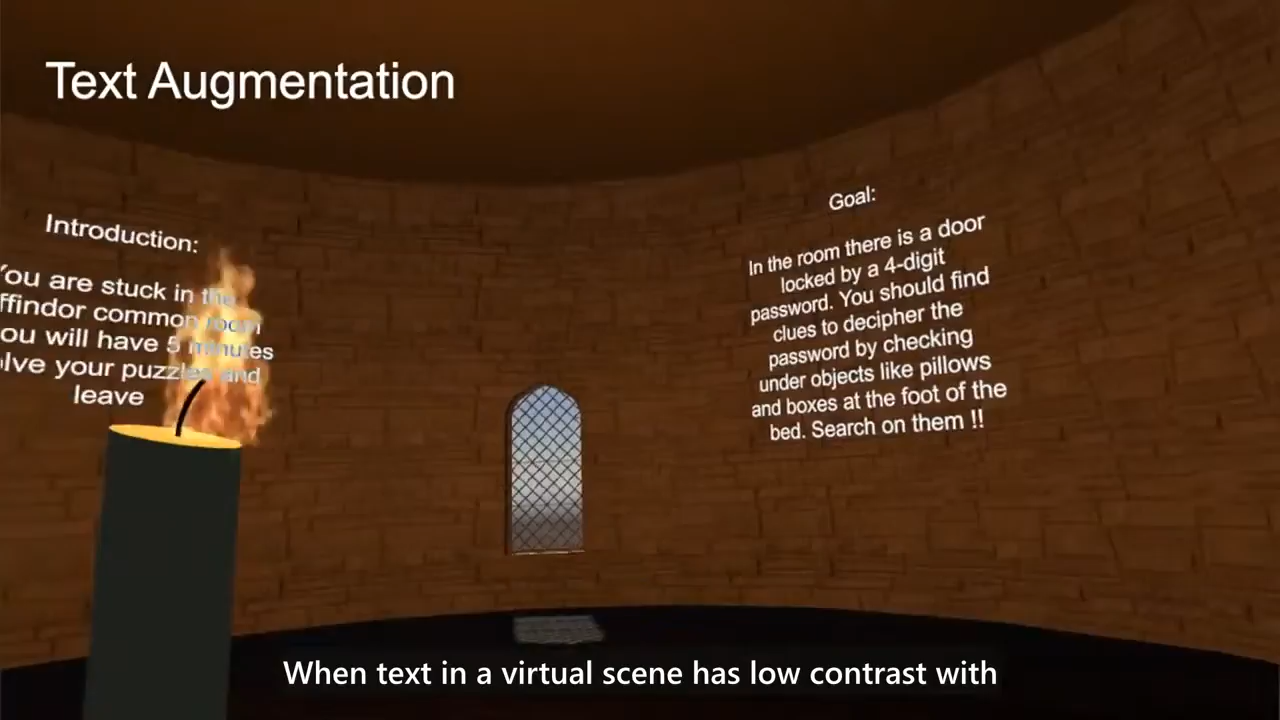 Text Augmentation
Introduction:
You are stuck in the
ffindor common room
ou will have 5 minutes
lve your puzzles and
leave
Goal:
In the room there is a door
locked by a 4-digit
password. You should find
clues to decipher the
password by checking
under objects like pillows
and boxes at the foot of the
bed. Search on them !!
When text in a virtual scene has low contrast with